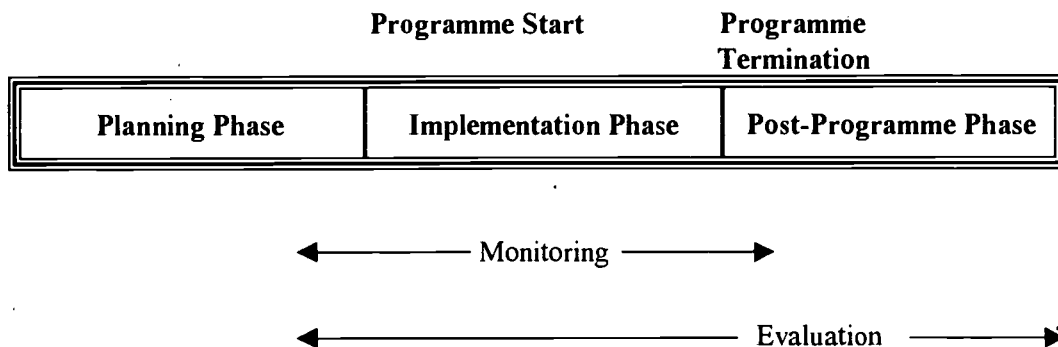 Programme Start
Programme
Termination
Planning Phase
Implementation Phase
Post-Programme Phase
Monitoring
Evaluation